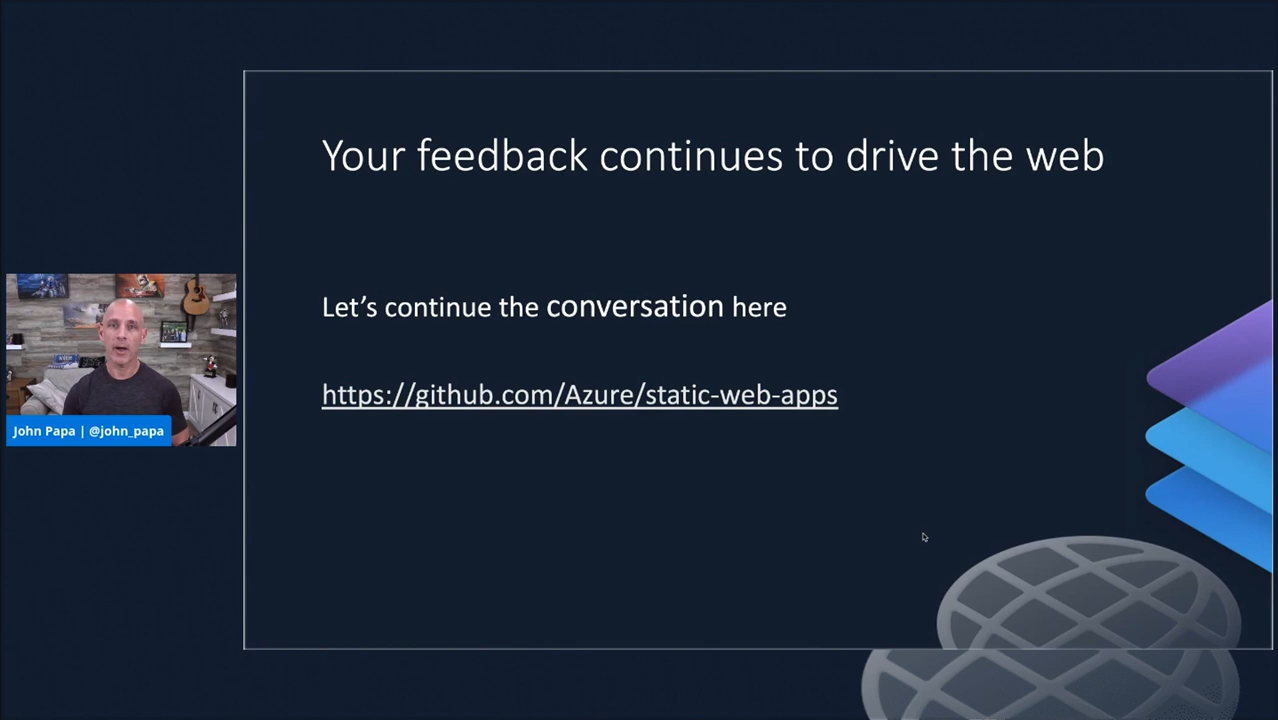 Your feedback continues to drive the web
Let's continue the conversation here
https://github.com/Azure/static-web-apps
John Papa | @john_papa